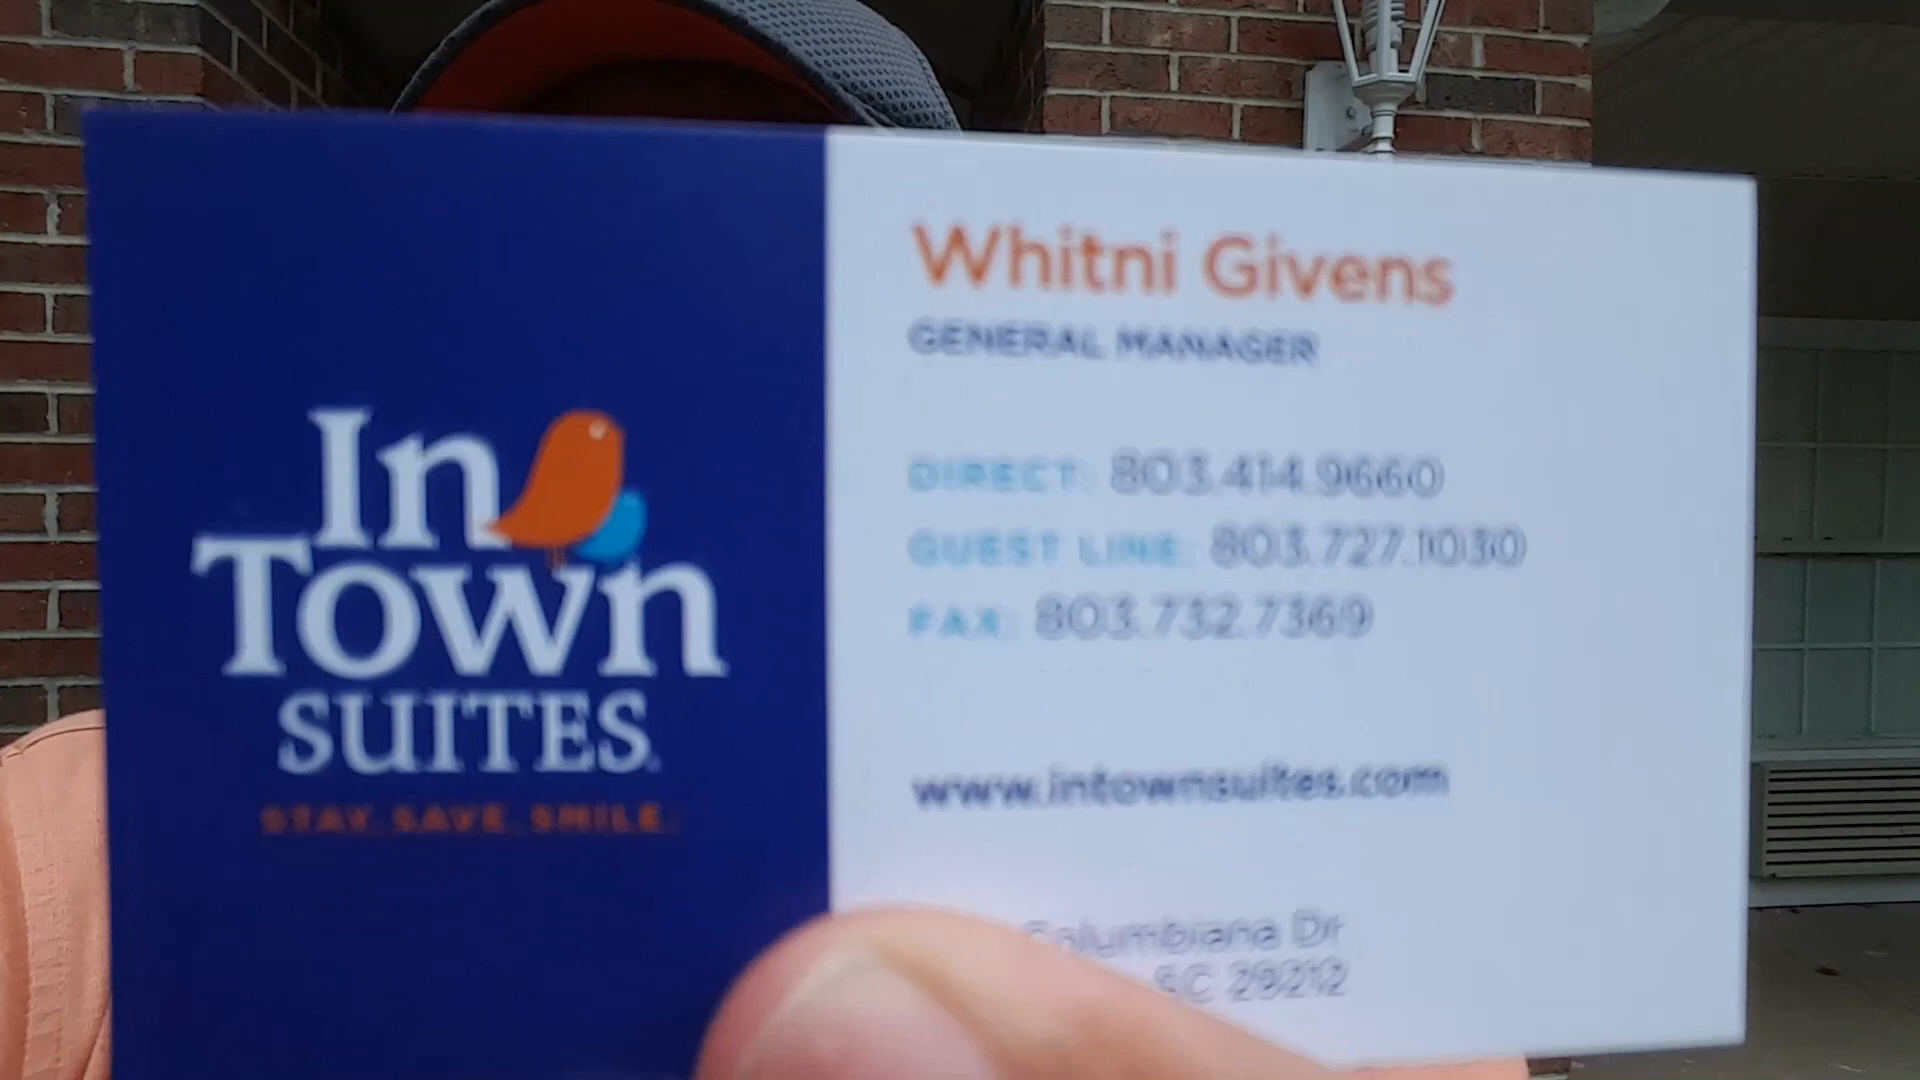 In
Town
SUITES
STAY. SAVE. SMILE.
Whitni Givens
GENERAL MANAGER
DIRECT: 803.414.9660
GUEST LINE: 803.727.1030
FAX: 803.732.7369
www.intownsuites.com
Columbiana Dr
SC 29212